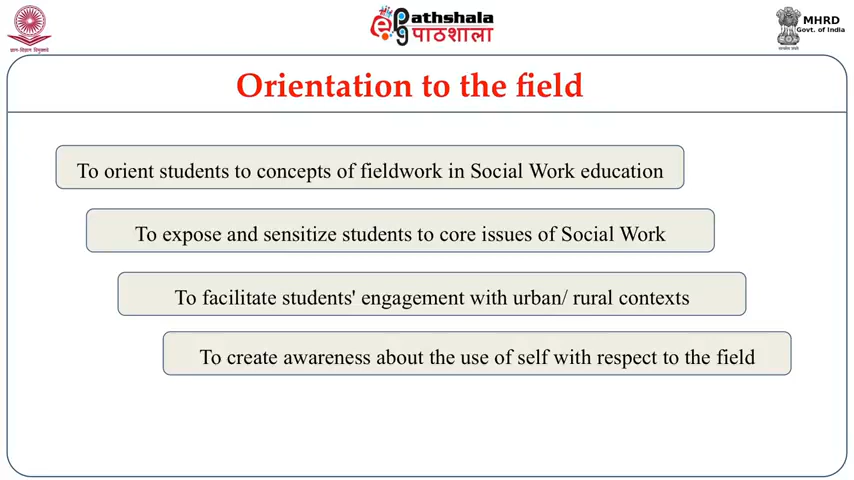 ePgathshala
पाठशाला
MHRD
Govt. of India
ज्ञान-विज्ञान विमुक्तये
Orientation to the field
To orient students to concepts of fieldwork in Social Work education
To expose and sensitize students to core issues of Social Work
To facilitate students' engagement with urban/ rural contexts
To create awareness about the use of self with respect to the field